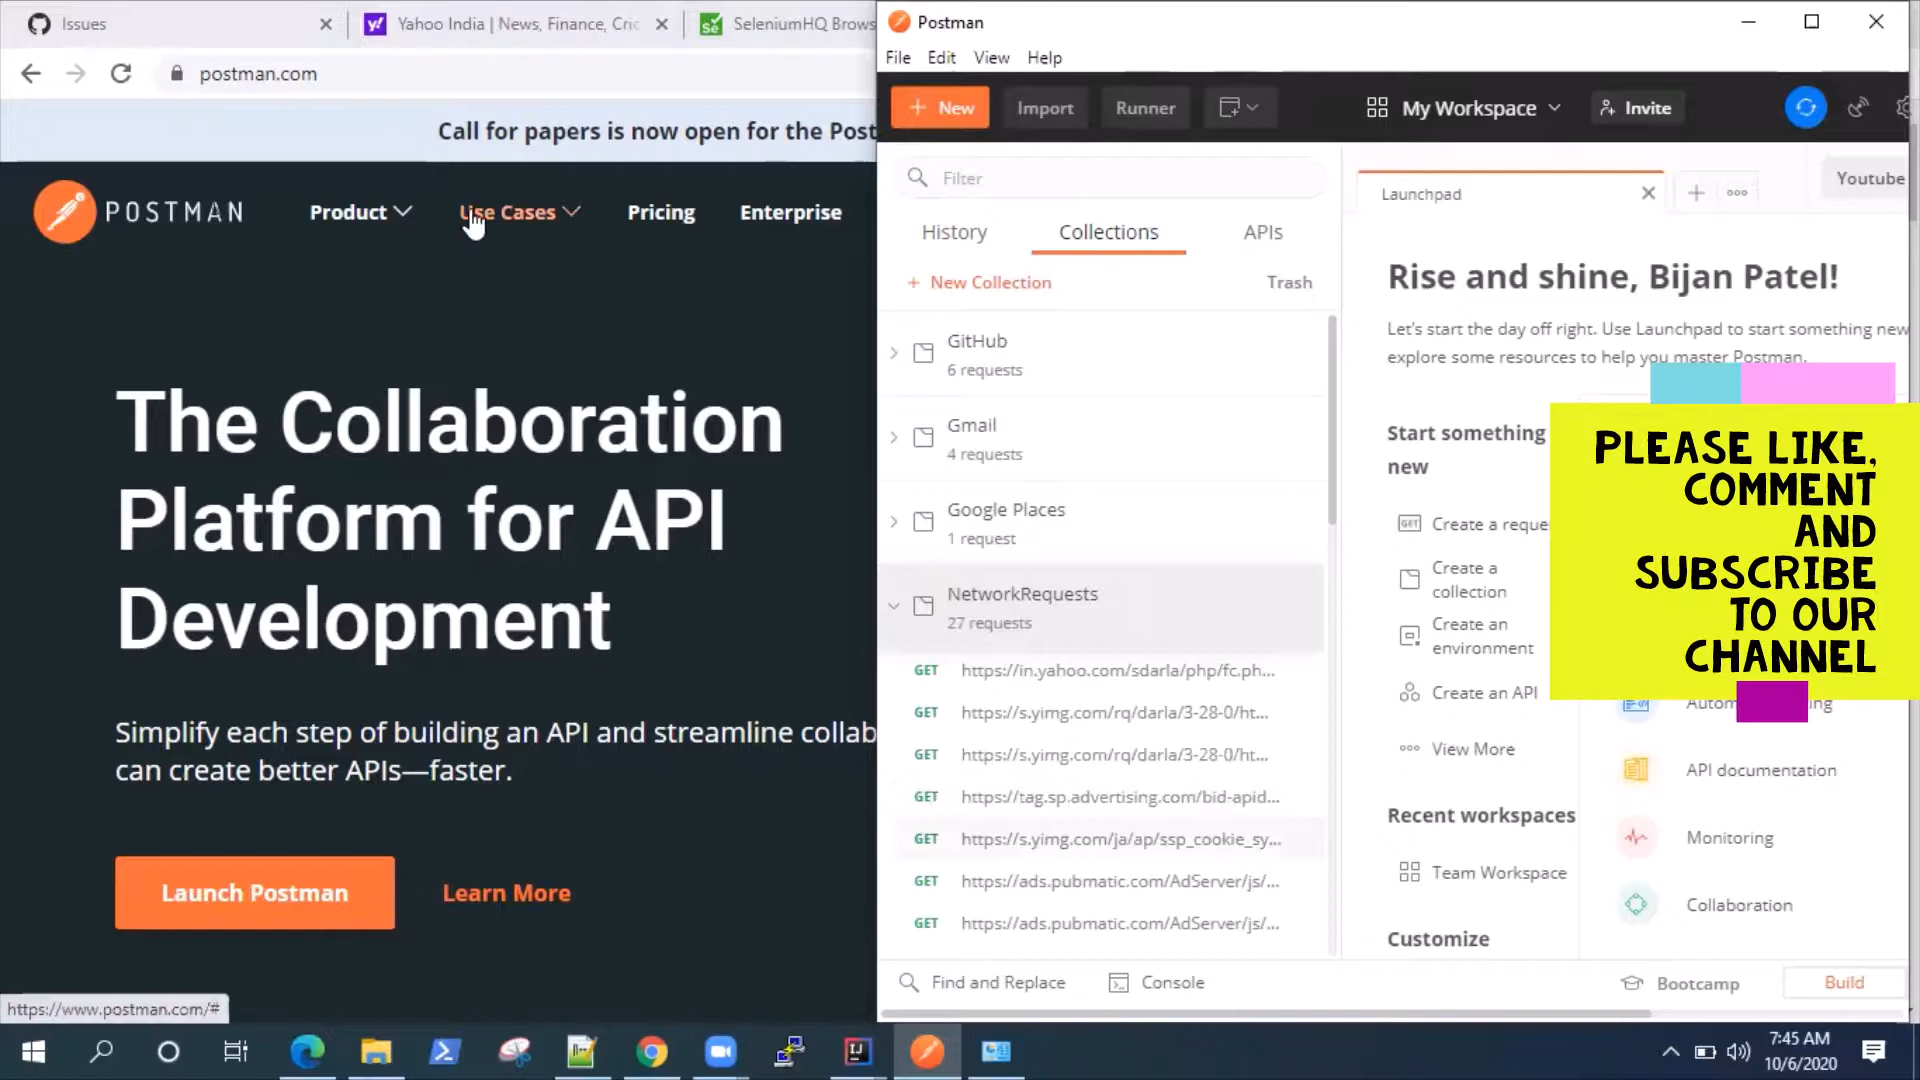 Issues
Yahoo India | News, Finance, Cric
SeleniumHQ Brows
postman.com
Call for papers is now open for the Post
POSTMAN
Product
Use Cases
Pricing
Enterprise
The Collaboration
Platform for API
Development
Simplify each step of building an API and streamline collab
can create better APIs—faster.
Launch Postman
Learn More
https://www.postman.com/#
Postman
File Edit View Help
New
Import
Runner
My Workspace
Invite
Filter
History
Collections
APIs
+ New Collection
Trash
GitHub
6 requests
Gmail
4 requests
Google Places
1 request
NetworkRequests
27 requests
GET https://in.yahoo.com/sdarla/php/fc.ph...
GET https://s.yimg.com/rq/darla/3-28-0/ht...
GET https://s.yimg.com/rq/darla/3-28-0/ht...
GET https://tag.sp.advertising.com/bid-apid...
GET https://s.yimg.com/ja/ap/ssp_cookie_sy...
GET https://ads.pubmatic.com/AdServer/js/...
GET https://ads.pubmatic.com/AdServer/js/...
Find and Replace
Console
Launchpad
Youtube
Rise and shine, Bijan Patel!
Let's start the day off right. Use Launchpad to start something new
explore some resources to help you master Postman.
Start something
new
GET Create a reque
Create a
collection
Create an
environment
Create an API
View More
Recent workspaces
Team Workspace
Customize
API documentation
Monitoring
Collaboration
Bootcamp
Build
PLEASE LIKE,
COMMENT
AND
SUBSCRIBE
TO OUR
CHANNEL
IJ
7:45 AM
10/6/2020